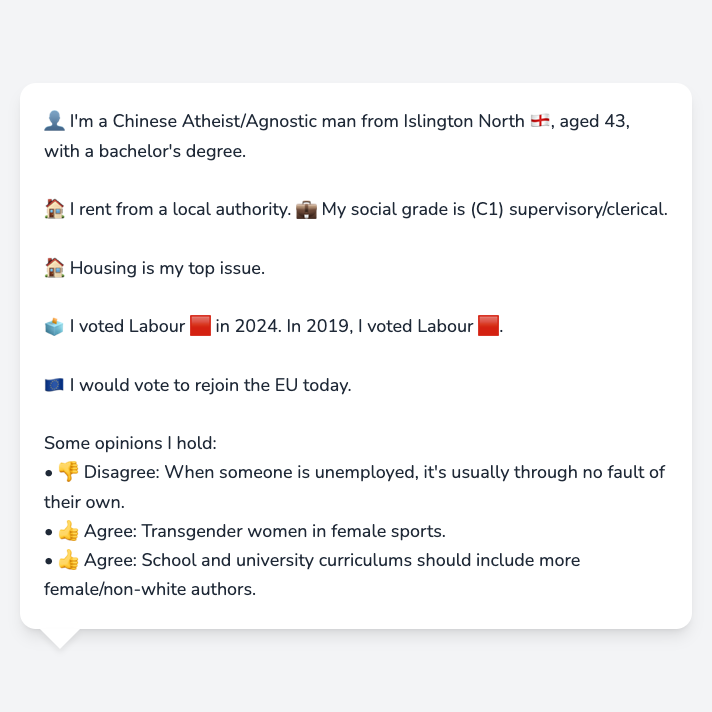 👤 I'm a Chinese Atheist/Agnostic man from Islington North 🏴󠁧󠁢󠁥󠁮󠁧󠁿, aged 43,
with a bachelor's degree.
🏠 I rent from a local authority. 💼 My social grade is (C1) supervisory/clerical.
🏠 Housing is my top issue.
🗳️ I voted Labour 🟥 in 2024. In 2019, I voted Labour 🟥.
🇪🇺 I would vote to rejoin the EU today.
Some opinions I hold:
• 👎 Disagree: When someone is unemployed, it's usually through no fault of
their own.
• 👍 Agree: Transgender women in female sports.
• 👍 Agree: School and university curriculums should include more
female/non-white authors.